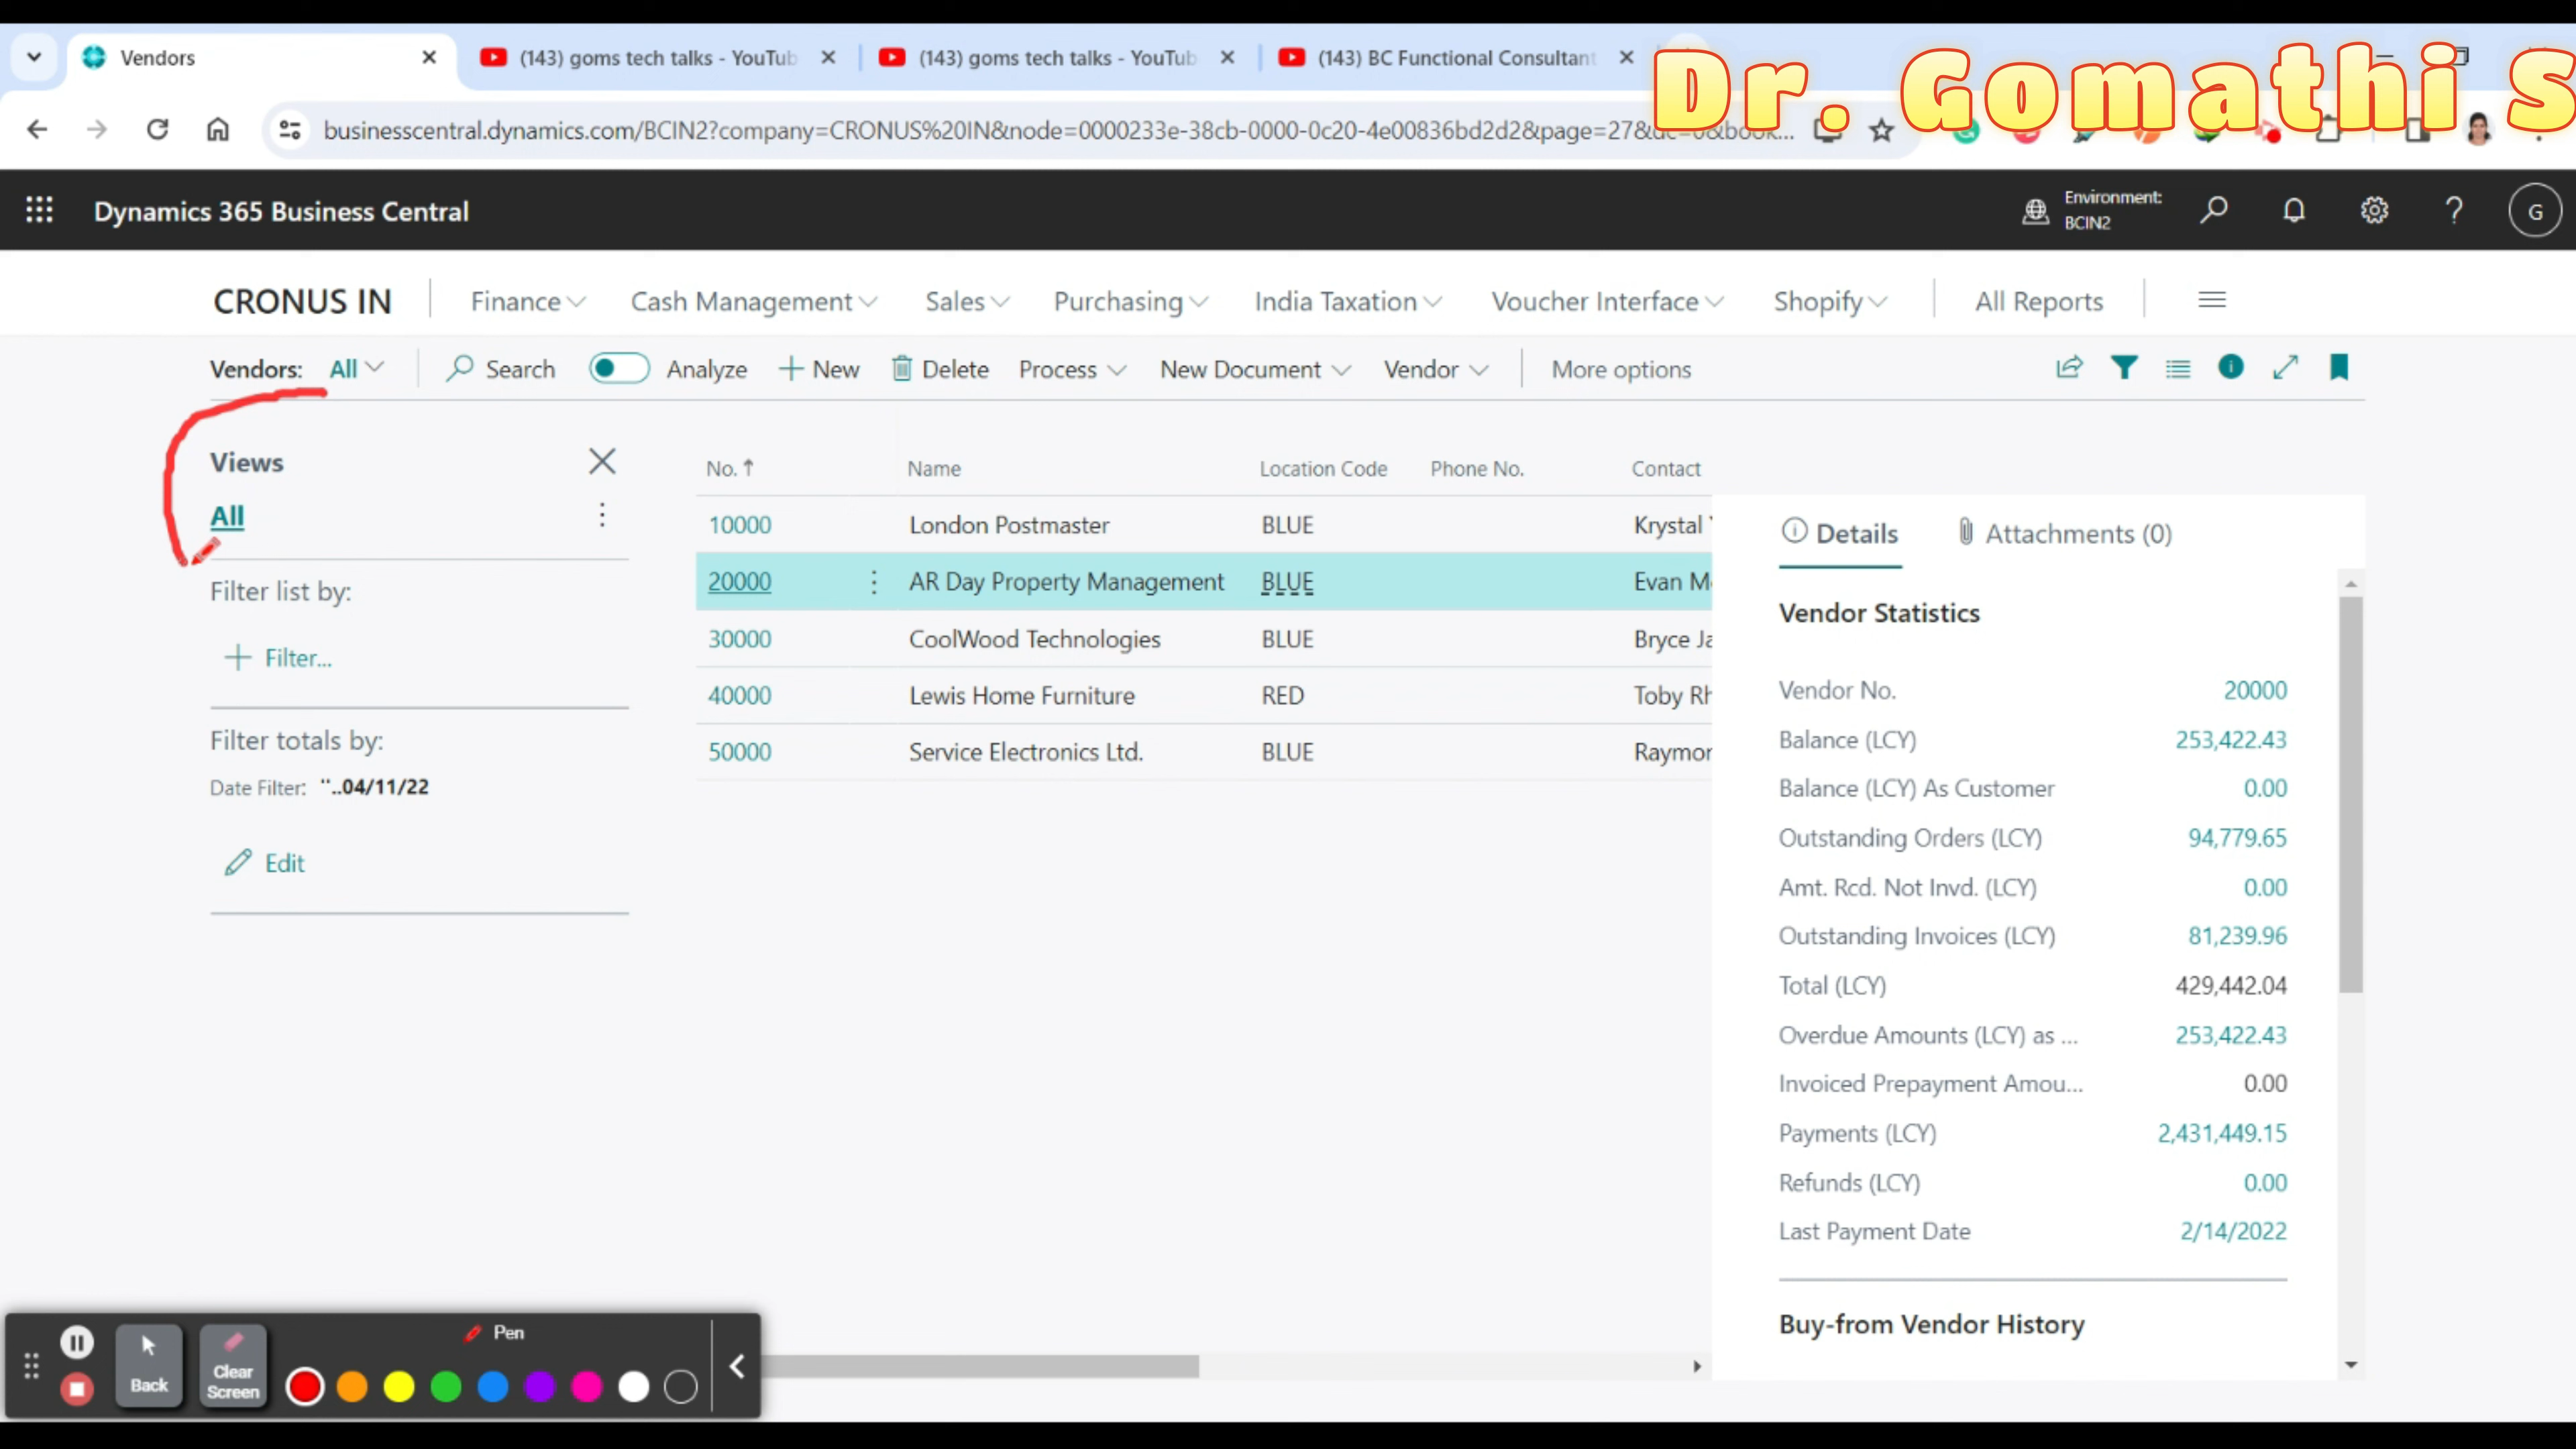 Vendors
(143) goms tech talks - YouTub
(143) goms tech talks - YouTub
(143) BC Functional Consultant
Dr. Gomathi S
businesscentral.dynamics.com/BCIN2?company=CRONUS%20IN&node=0000233e-38cb-0000-0c20-4e00836bd2d2&page=27&dc=0&book...
Dynamics 365 Business Central
Environment:
BCIN2
G
CRONUS IN
Finance
Cash Management
Sales
Purchasing
India Taxation
Voucher Interface
Shopify
All Reports
Vendors: All
Search
Analyze
New
Delete
Process
New Document
Vendor
More options
Views
All
Filter list by:
Filter...
Filter totals by:
Date Filter: ''..04/11/22
Edit
No. Name Location Code Phone No. Contact
10000 London Postmaster BLUE Krystal
20000 AR Day Property Management BLUE Evan
30000 CoolWood Technologies BLUE Bryce
40000 Lewis Home Furniture RED Toby
50000 Service Electronics Ltd. BLUE Raymon
Details
Attachments (0)
Vendor Statistics
Vendor No. 20000
Balance (LCY) 253,422.43
Balance (LCY) As Customer 0.00
Outstanding Orders (LCY) 94,779.65
Amt. Rcd. Not Invd. (LCY) 0.00
Outstanding Invoices (LCY) 81,239.96
Total (LCY) 429,442.04
Overdue Amounts (LCY) as ... 253,422.43
Invoiced Prepayment Amou... 0.00
Payments (LCY) 2,431,449.15
Refunds (LCY) 0.00
Last Payment Date 2/14/2022
Buy-from Vendor History
Pen
Back
Clear
Screen